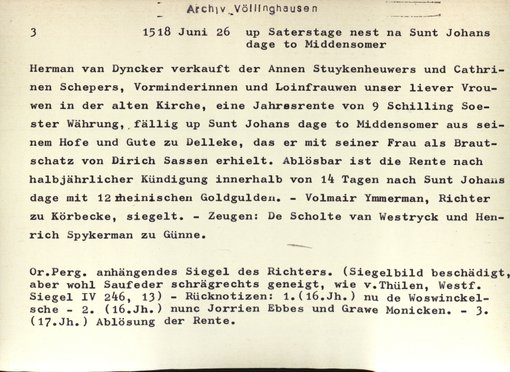 Archiv Völlinghausen
3 1518 Juni 26 up Saterstage nest na Sunt Johans
dage to Middensomer
Herman van Dyncker verkauft der Annen Stuykenheuwers und Cathri-
nen Schepers, Vorminderinnen und Loinfrauwen unser liever Vrou-
wen in der alten Kirche, eine Jahresrente von 9 Schilling Soe-
ster Währung, fällig up Sunt Johans dage to Middensomer aus sei-
nem Hofe und Gute zu Delleke, das er mit seiner Frau als Braut-
schatz von Dirich Sassen erhielt. Ablösbar ist die Rente nach
halbjährlicher Kündigung innerhalb von 14 Tagen nach Sunt Johans
dage mit 12 rheinischen Goldgulden. - Volmair Ymmerman, Richter
zu Körbecke, siegelt. - Zeugen: De Scholte van Westryck und Hen-
rich Spykerman zu Günne.
Or.Perg. anhängendes Siegel des Richters. (Siegelbild beschädigt,
aber wohl Saufeder schrägrechts geneigt, wie v.Thülen, Westf.
Siegel IV 246, 13) - Rücknotizen: 1.(16.Jh.) nu de Woswinckel-
sche - 2. (16.Jh.) nunc Jorrien Ebbes und Grawe Monicken. - 3.
(17.Jh.) Ablösung der Rente.